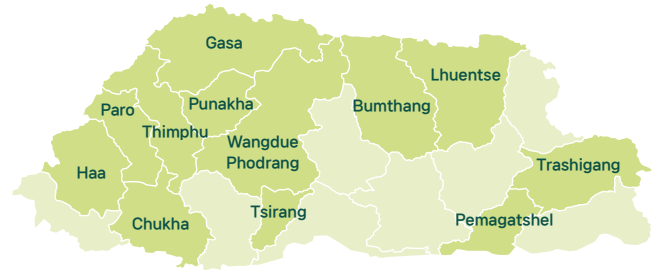 Gasa
Lhuentse
Paro
Punakha
Bumthang
Thimphu
Wangdue
Phodrang
Haa
Trashigang
Chukha
Tsirang
Pemagatshel